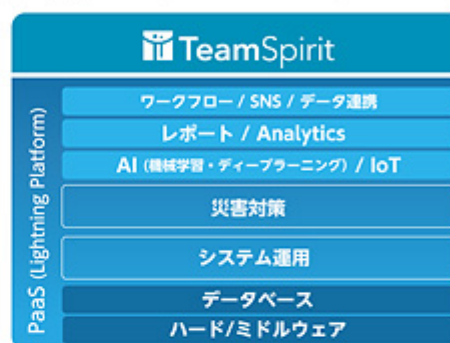 TeamSpirit
PaaS (Lightning Platform)
ワークフロー / SNS / データ連携
レポート / Analytics
AI (機械学習・ディープラーニング) / IoT
災害対策
システム運用
データベース
ハード/ミドルウェア